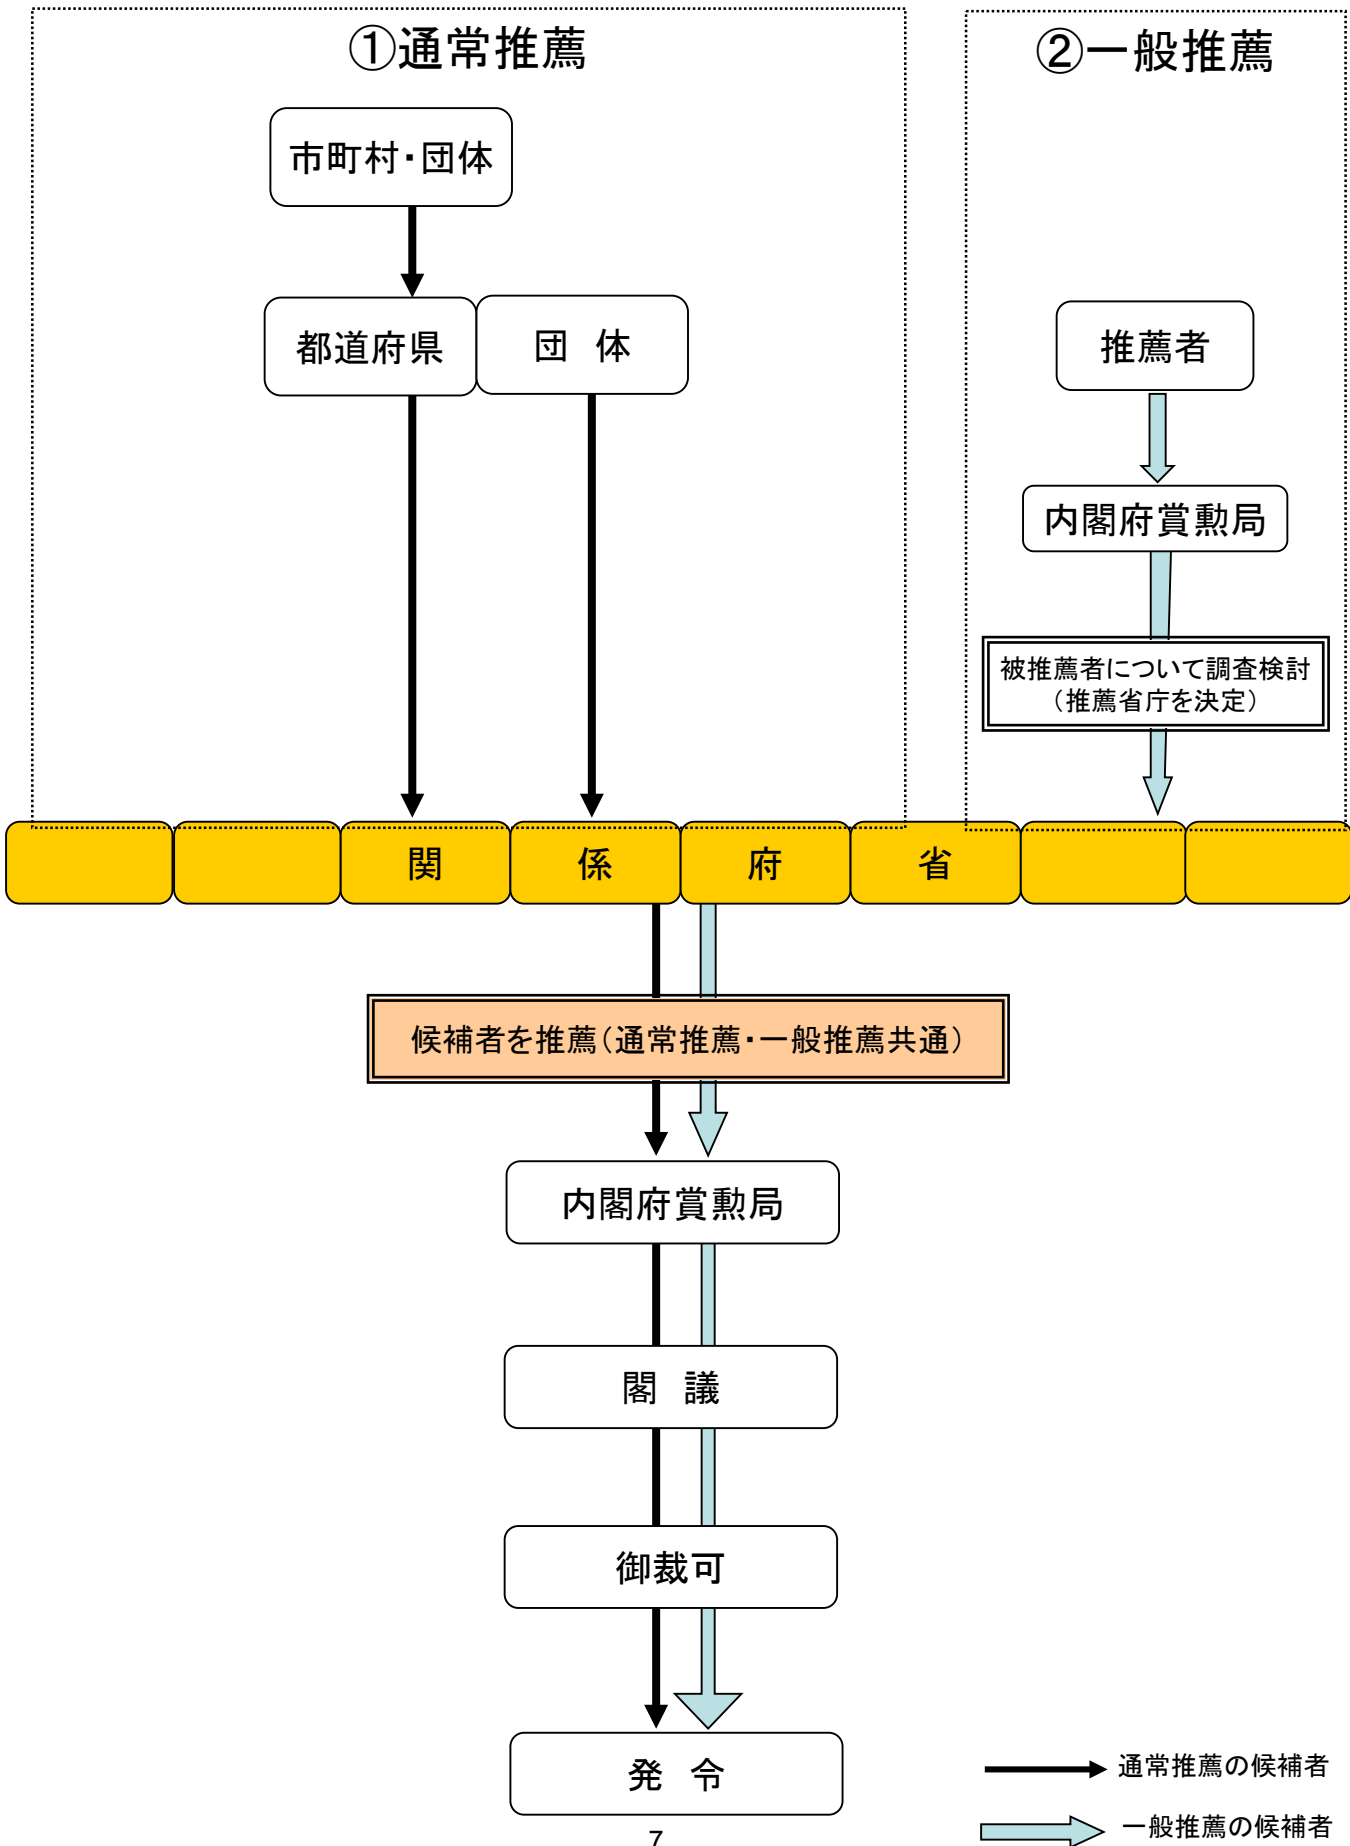 ①通常推薦
②一般推薦
市町村・団体
都道府県
団 体
推薦者
内閣府賞勲局
被推薦者について調査検討
（推薦省庁を決定）
関 係 府 省
候補者を推薦（通常推薦・一般推薦共通）
内閣府賞勲局
閣 議
御裁可
発 令
通常推薦の候補者
一般推薦の候補者
7